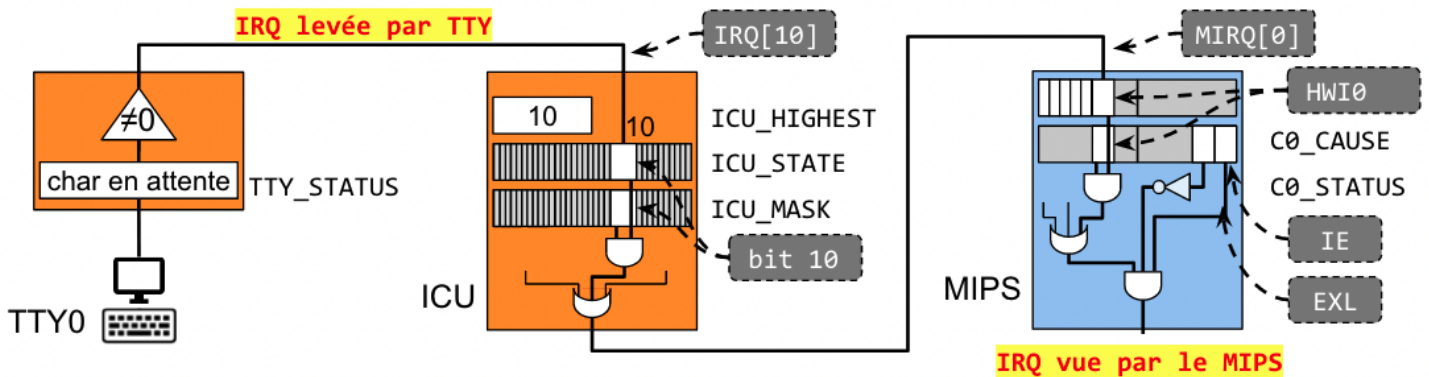 IRQ levée par TTY
IRQ[10]
MIRQ[0]
≠0
char en attente
TTY_STATUS
TTY0
10
10
ICU_HIGHEST
ICU_STATE
ICU_MASK
bit 10
ICU
HWI0
C0_CAUSE
C0_STATUS
IE
EXL
MIPS
IRQ vue par le MIPS